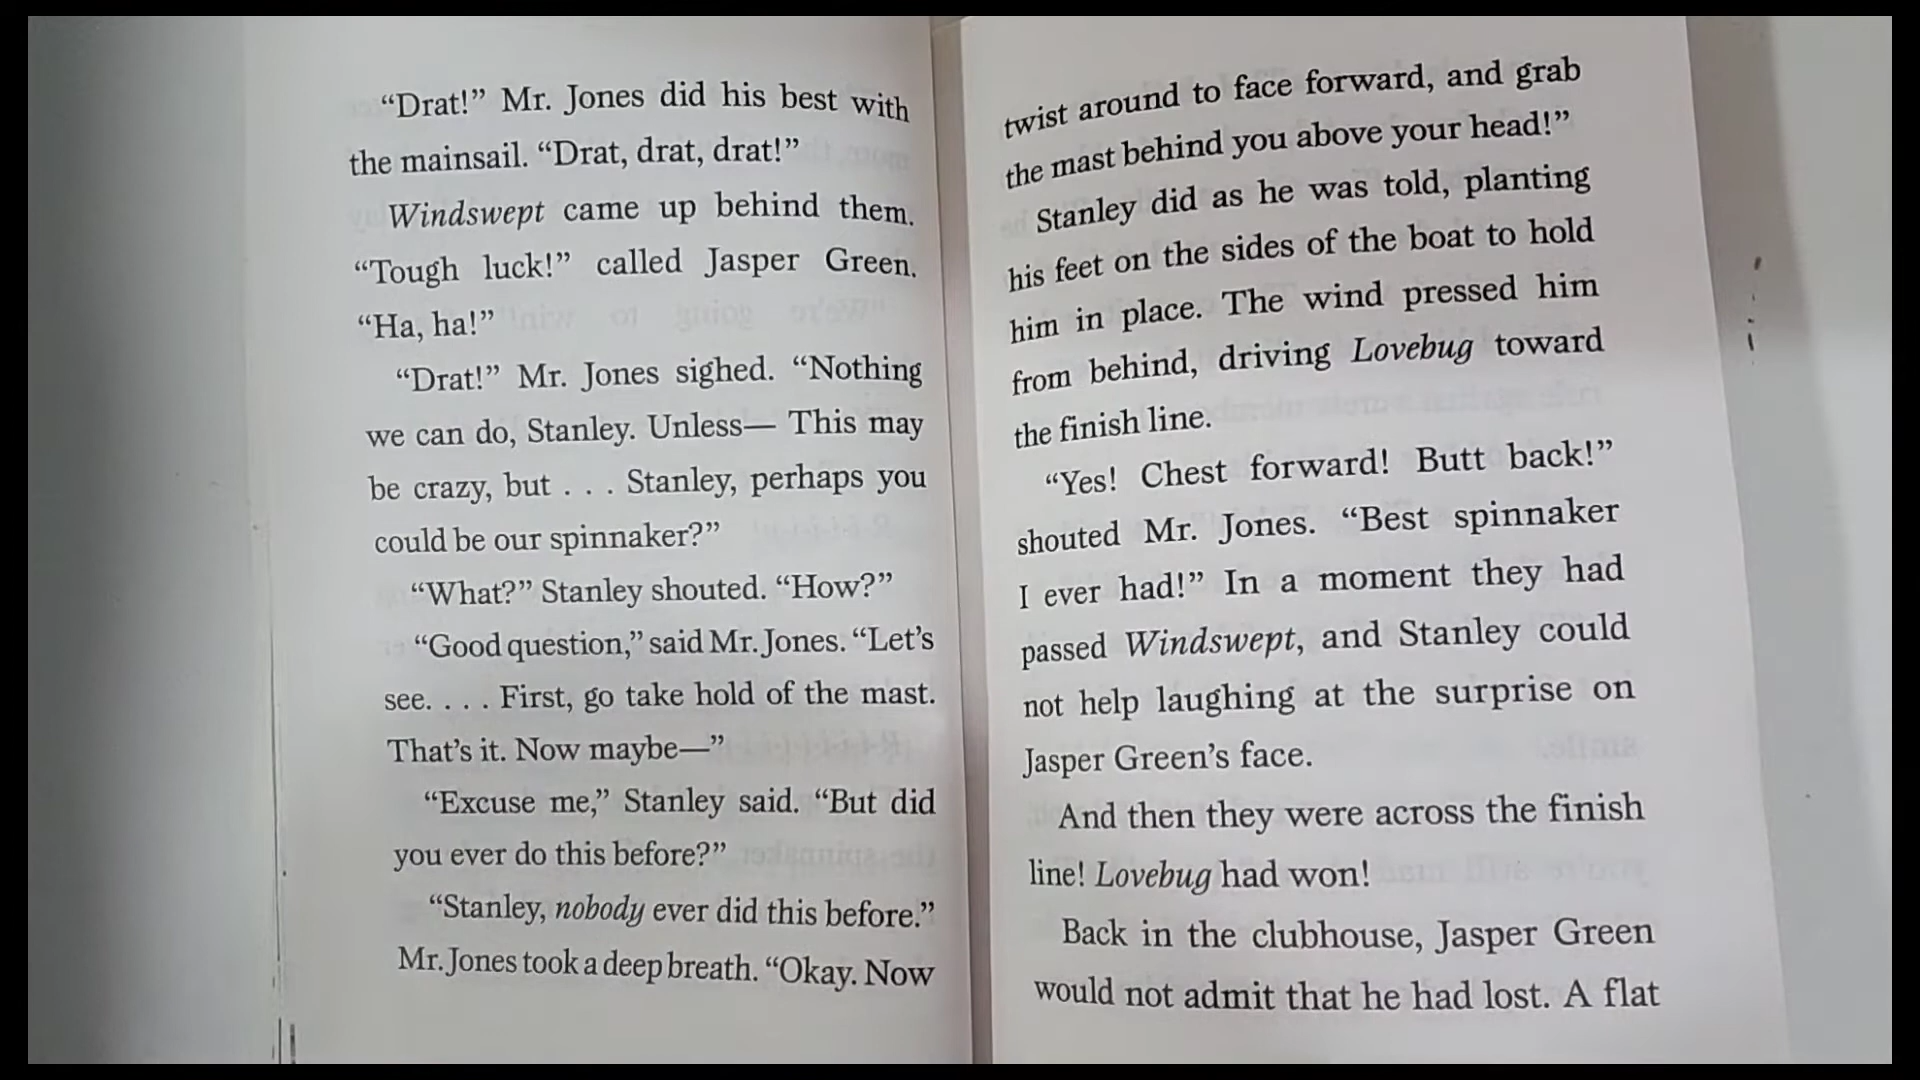 “Drat!” Mr. Jones did his best with
the mainsail. “Drat, drat, drat!”
Windswept came up behind them.
“Tough luck!” called Jasper Green.
“Ha, ha!”
“Drat!” Mr. Jones sighed. “Nothing
we can do, Stanley. Unless— This may
be crazy, but . . . Stanley, perhaps you
could be our spinnaker?”
“What?” Stanley shouted. “How?”
“Good question,” said Mr. Jones. “Let’s
see. . . . First, go take hold of the mast.
That’s it. Now maybe—”
“Excuse me,” Stanley said. “But did
you ever do this before?”
“Stanley, nobody ever did this before.”
Mr. Jones took a deep breath. “Okay. Now
twist around to face forward, and grab
the mast behind you above your head!”
Stanley did as he was told, planting
his feet on the sides of the boat to hold
him in place. The wind pressed him
from behind, driving Lovebug toward
the finish line.
“Yes! Chest forward! Butt back!”
shouted Mr. Jones. “Best spinnaker
I ever had!” In a moment they had
passed Windswept, and Stanley could
not help laughing at the surprise on
Jasper Green’s face.
And then they were across the finish
line! Lovebug had won!
Back in the clubhouse, Jasper Green
would not admit that he had lost. A flat